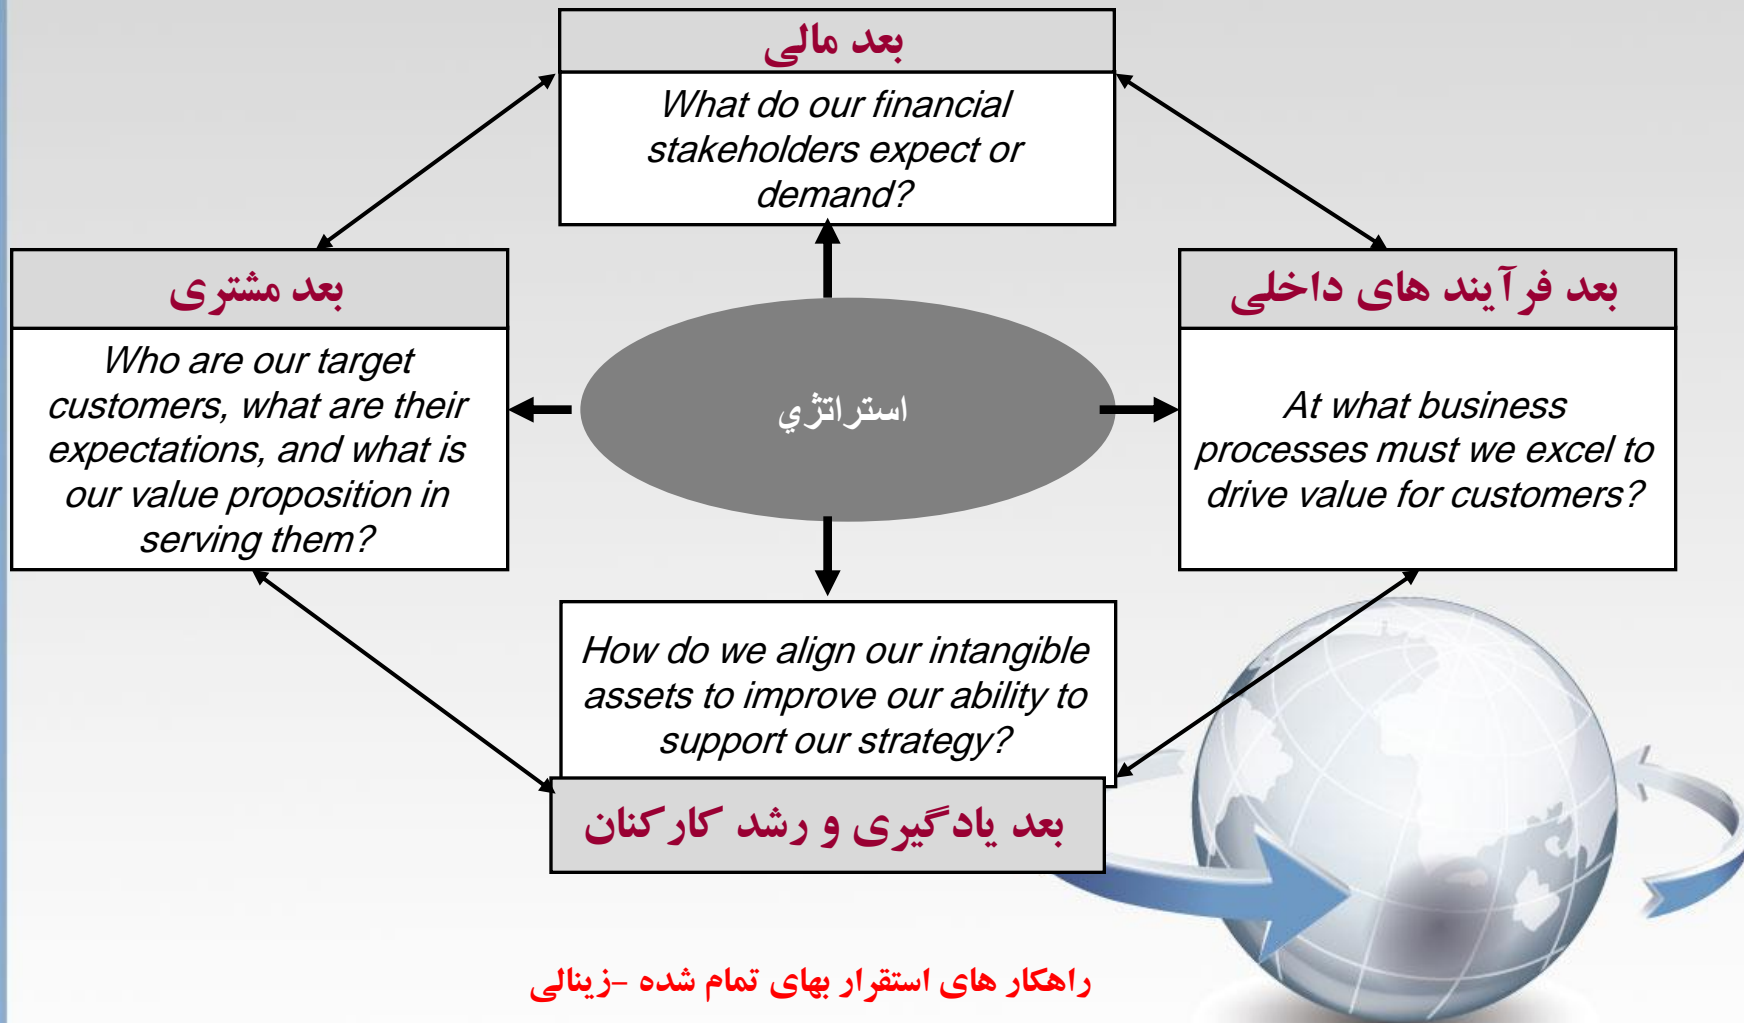 بعد مالی
What do our financial
stakeholders expect or
demand?
بعد مشتری
Who are our target
customers, what are their
expectations, and what is
our value proposition in
serving them?
استراتژي
بعد فرآیند های داخلی
At what business
processes must we excel to
drive value for customers?
How do we align our intangible
assets to improve our ability to
support our strategy?
بعد یادگیری و رشد کارکنان
راهکار های استقرار بهای تمام شده -زینالی